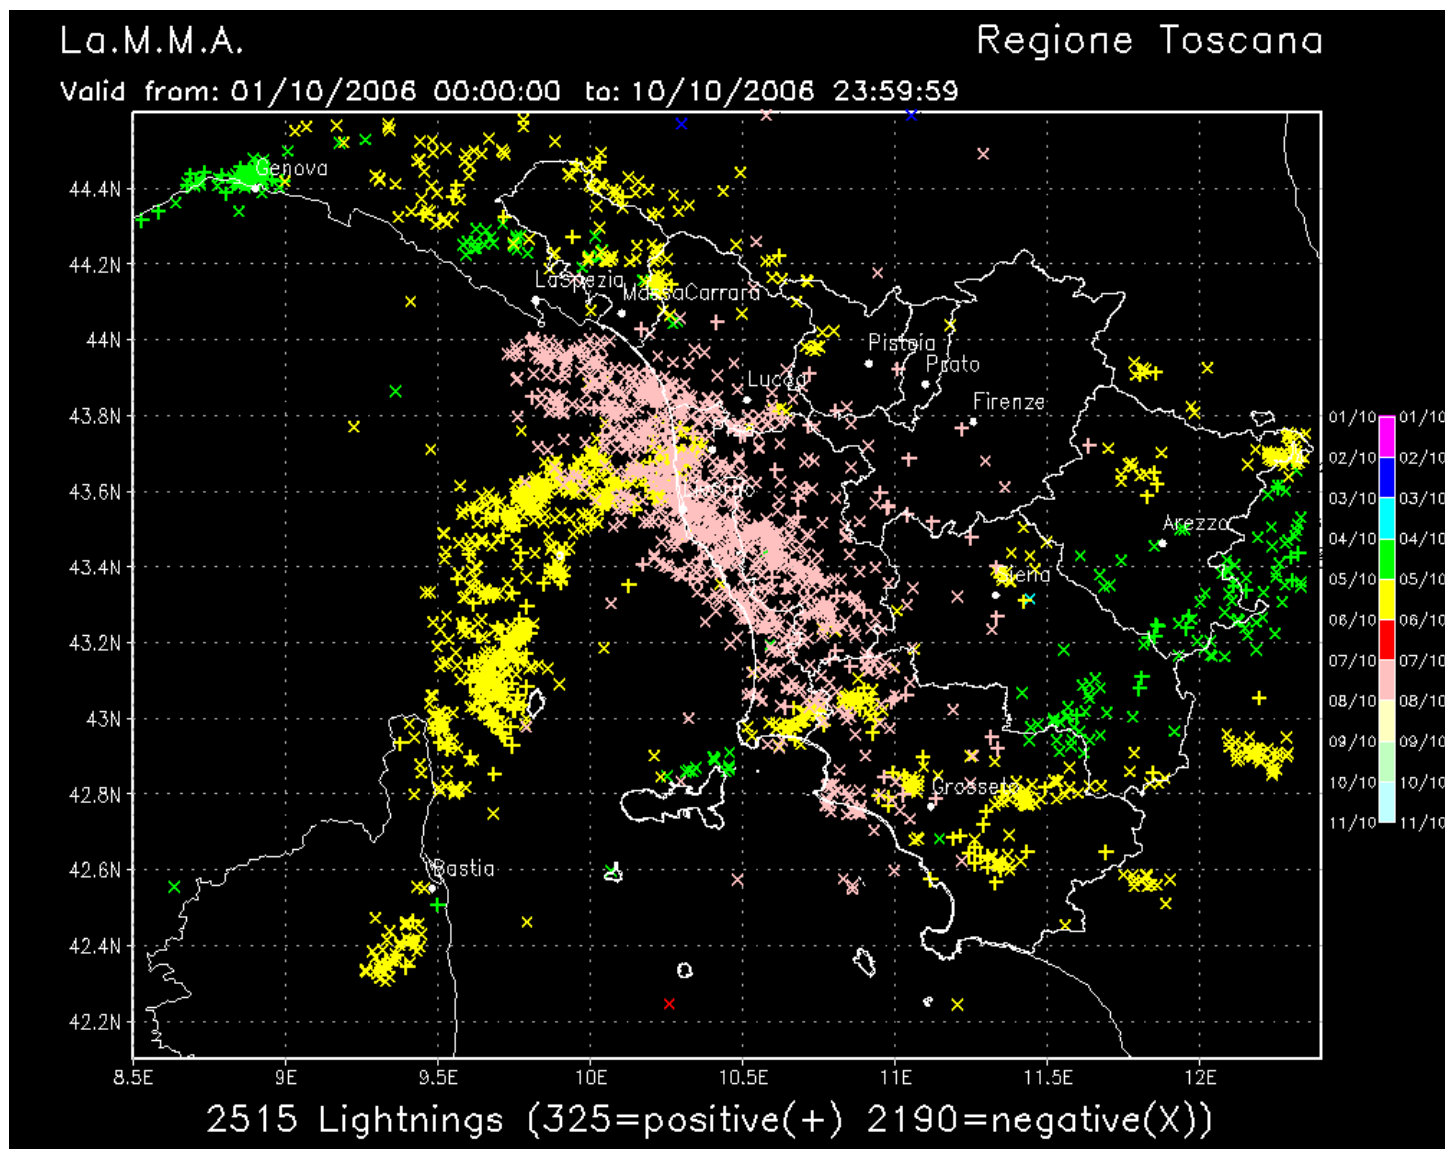 La.M.M.A. Regione Toscana
Valid from: 01/10/2006 00:00:00 to: 10/10/2006 23:59:59
Genova
44.4N
44.2N
LaSpezia
MassaCarrara
44N
Pistoia
Prato
Lucca
Firenze
43.8N
01/10 01/10
02/10 02/10
43.6N
03/10 03/10
Arezzo
04/10 04/10
43.4N
05/10 05/10
Siena
06/10 06/10
43.2N
07/10 07/10
08/10 08/10
43N
09/10 09/10
10/10 10/10
42.8N
Grosseto
11/10 11/10
42.6N
Bastia
42.4N
42.2N
8.5E 9E 9.5E 10E 10.5E 11E 11.5E 12E
2515 Lightnings (325=positive(+) 2190=negative(X))